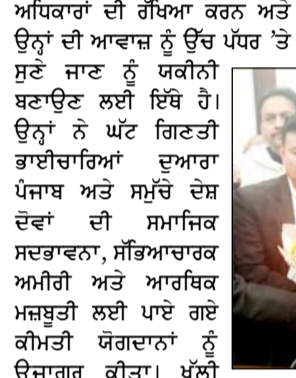 ਅਧਿਕਾਰਾਂ ਦੀ ਰੱਖਿਆ ਕਰਨ ਅਤੇ
ਉਨ੍ਹਾਂ ਦੀ ਆਵਾਜ਼ ਨੂੰ ਉੱਚ ਪੱਧਰ 'ਤੇ
ਸੁਣੇ ਜਾਣ ਨੂੰ ਯਕੀਨੀ
ਬਣਾਉਣ ਲਈ ਇੱਥੇ ਹੈ।
ਉਨ੍ਹਾਂ ਨੇ ਘੱਟ ਗਿਣਤੀ
ਭਾਈਚਾਰਿਆਂ ਦੁਆਰਾ
ਪੰਜਾਬ ਅਤੇ ਸਮੁੱਚੇ ਦੇਸ਼
ਦੋਵਾਂ ਦੀ ਸਮਾਜਿਕ
ਸਦਭਾਵਨਾ, ਸੱਭਿਆਚਾਰਕ
ਅਮੀਰੀ ਅਤੇ ਆਰਥਿਕ
ਮਜ਼ਬੂਤੀ ਲਈ ਪਾਏ ਗਏ
ਕੀਮਤੀ ਯੋਗਦਾਨਾਂ ਨੂੰ
ਉਜਾਗਰ ਕੀਤਾ। ਖੁੱਲੀ